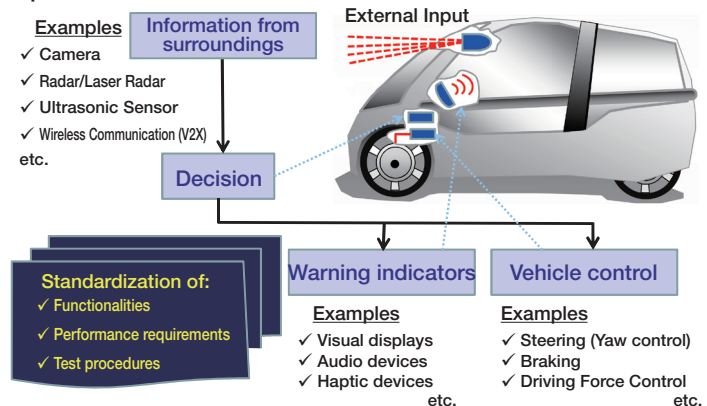 Examples
✓ Camera
✓ Radar/Laser Radar
✓ Ultrasonic Sensor
✓ Wireless Communication (V2X)
etc.
Information from
surroundings
External Input
Decision
Standardization of:
✓ Functionalities
✓ Performance requirements
✓ Test procedures
Warning indicators
Examples
✓ Visual displays
✓ Audio devices
✓ Haptic devices
etc.
Vehicle control
Examples
✓ Steering (Yaw control)
✓ Braking
✓ Driving Force Control
etc.